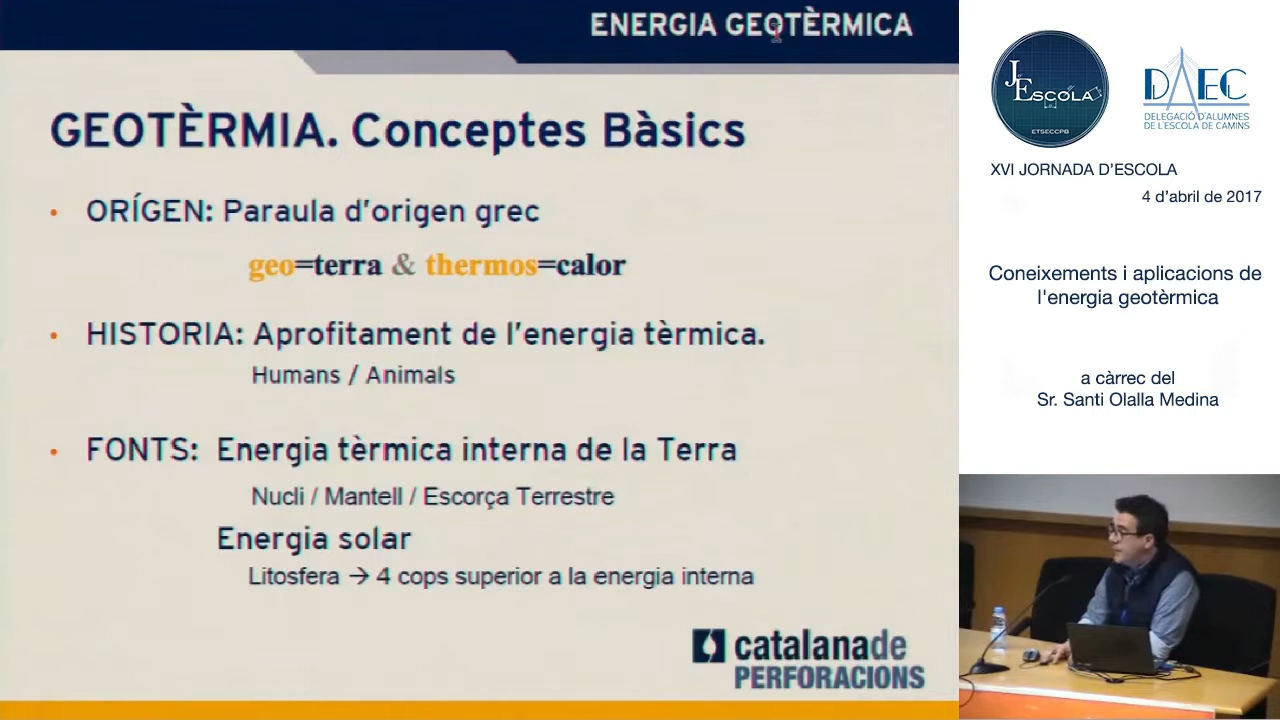 ENERGIA GEOTÈRMICA
GEOTÈRMIA. Conceptes Bàsics
• ORÍGEN: Paraula d'origen grec
geo=terra & thermos=calor
• HISTORIA: Aprofitament de l'energia tèrmica.
Humans / Animals
• FONTS: Energia tèrmica interna de la Terra
Nucli / Mantell / Escorça Terrestre
Energia solar
Litosfera → 4 cops superior a la energia interna
catalanade
PERFORACIONS
J ESCOLA
ETSECCPB
DAEC
DELEGACIÓ D'ALUMNES
DE L'ESCOLA DE CAMINS
XVI JORNADA D'ESCOLA
4 d'abril de 2017
Coneixements i aplicacions de
l'energia geotèrmica
a càrrec del
Sr. Santi Olalla Medina